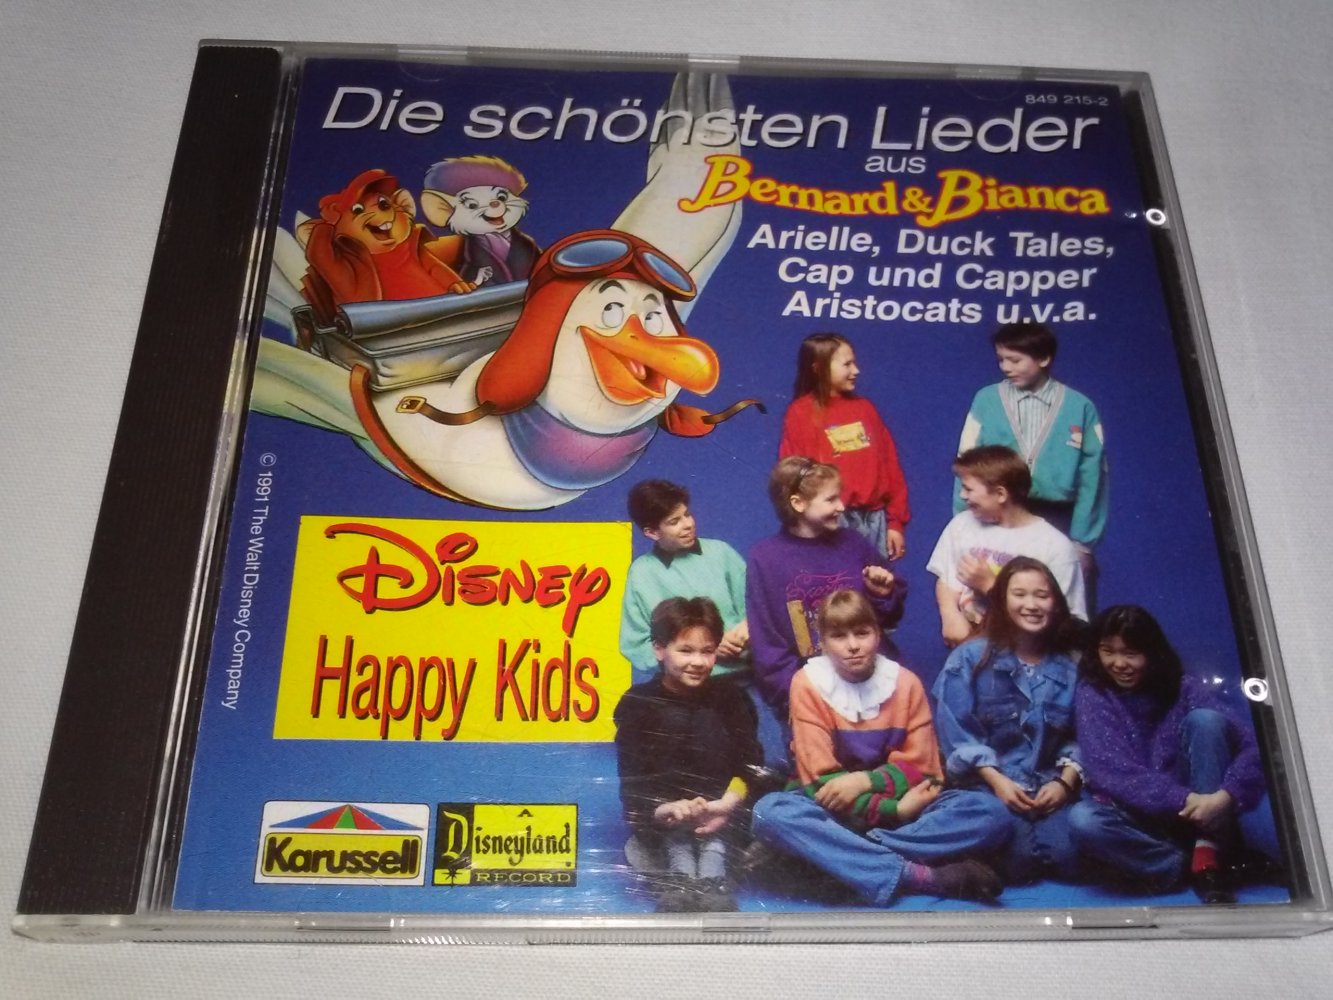 849 215-2
Die schönsten Lieder
aus
Bernard & Bianca
Arielle, Duck Tales,
Cap und Capper
Aristocats u.v.a.
© 1991 The Walt Disney Company
Disney
Happy Kids
Karussell
A
Disneyland
RECORD